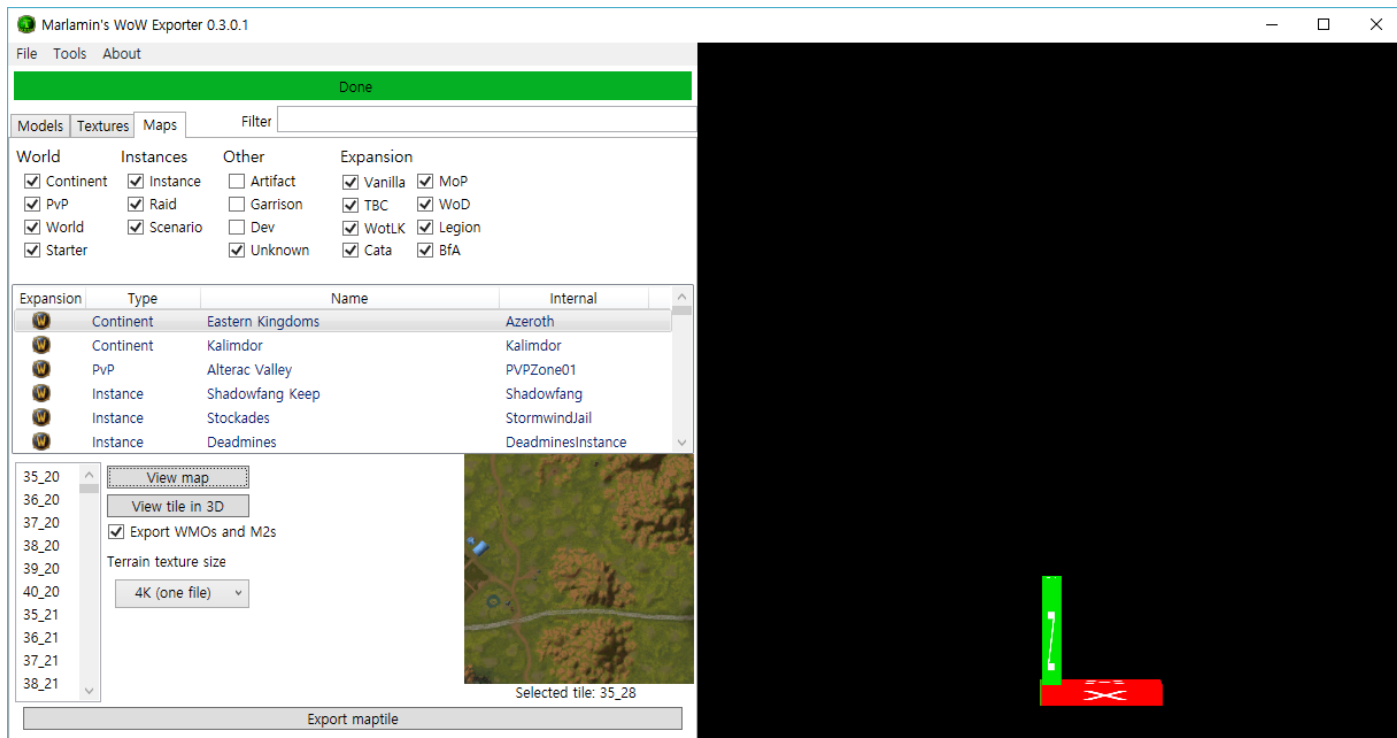 Marlamin's WoW Exporter 0.3.0.1
File Tools About
Done
Models Textures Maps Filter
World Instances Other Expansion
Continent Instance Artifact Vanilla MoP
PvP Raid Garrison TBC WoD
World Scenario Dev WotLK Legion
Starter Unknown Cata BfA
Expansion Type Name Internal
Continent Eastern Kingdoms Azeroth
Continent Kalimdor Kalimdor
PvP Alterac Valley PVPZone01
Instance Shadowfang Keep Shadowfang
Instance Stockades StormwindJail
Instance Deadmines DeadminesInstance
35_20 View map
36_20 View tile in 3D
37_20 Export WMOs and M2s
38_20
39_20 Terrain texture size
40_20 4K (one file)
35_21
36_21
37_21
38_21
Selected tile: 35_28
Export maptile
Z
X